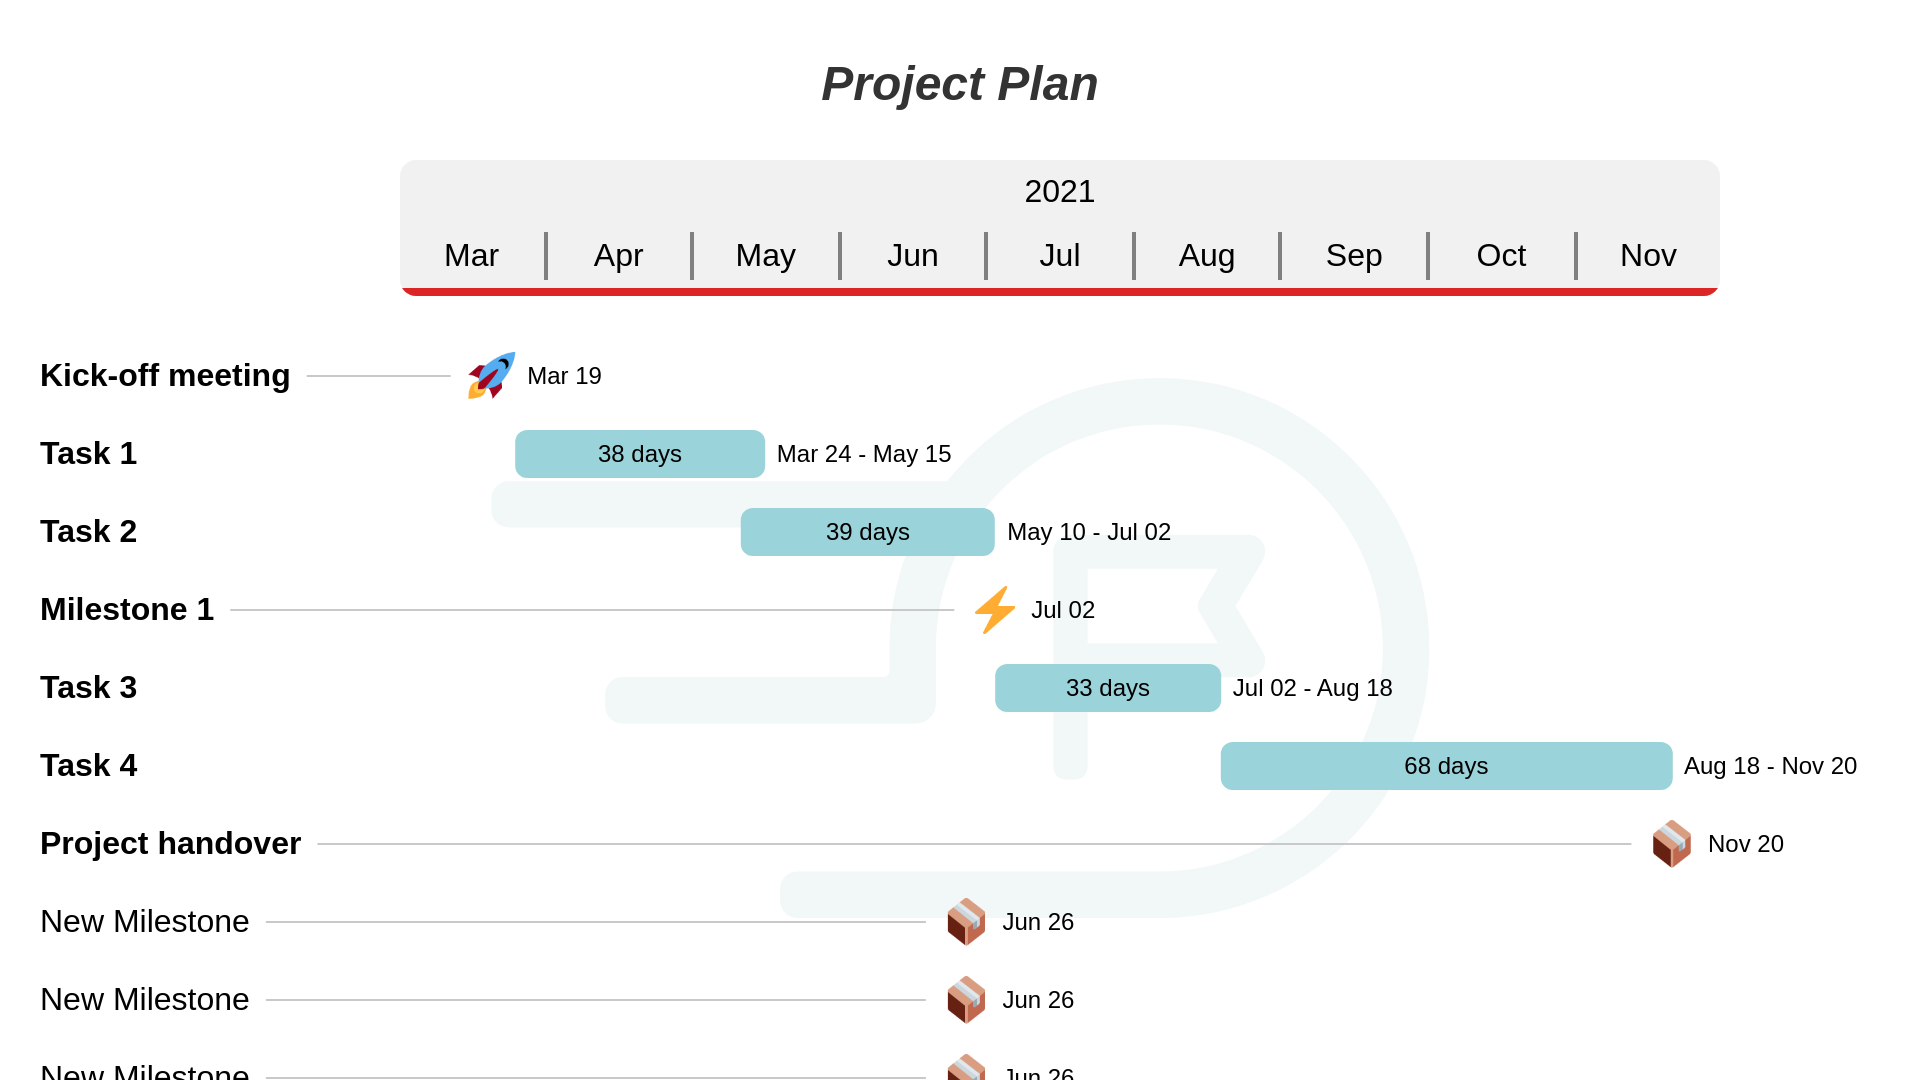 Project Plan
2021
Mar Apr May Jun Jul Aug Sep Oct Nov
Kick-off meeting Mar 19
Task 1 38 days Mar 24 - May 15
Task 2 39 days May 10 - Jul 02
Milestone 1 Jul 02
Task 3 33 days Jul 02 - Aug 18
Task 4 68 days Aug 18 - Nov 20
Project handover Nov 20
New Milestone Jun 26
New Milestone Jun 26
New Milestone Jun 26